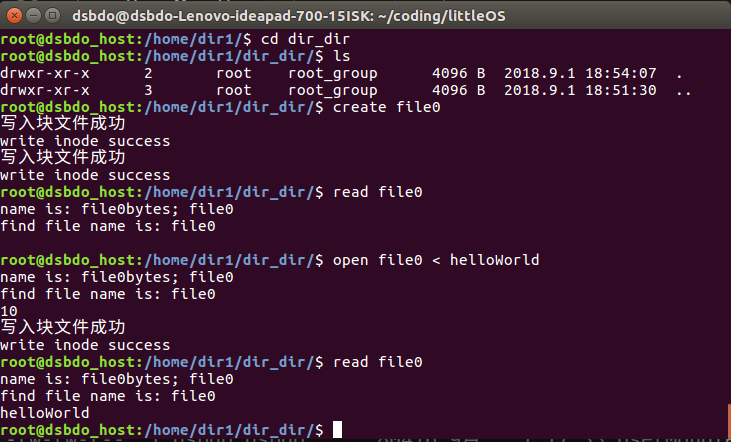 dsbdo@dsbdo-Lenovo-ideapad-700-15ISK: ~/coding/littleOS
root@dsbdo_host:/home/dir1/$ cd dir_dir
root@dsbdo_host:/home/dir1/dir_dir/$ ls
drwxr-xr-x 2 root root_group 4096 B 2018.9.1 18:54:07 .
drwxr-xr-x 3 root root_group 4096 B 2018.9.1 18:51:30 ..
root@dsbdo_host:/home/dir1/dir_dir/$ create file0
写入块文件成功
write inode success
写入块文件成功
write inode success
root@dsbdo_host:/home/dir1/dir_dir/$ read file0
name is: file0bytes; file0
find file name is: file0
root@dsbdo_host:/home/dir1/dir_dir/$ open file0 < helloWorld
name is: file0bytes; file0
find file name is: file0
10
写入块文件成功
write inode success
root@dsbdo_host:/home/dir1/dir_dir/$ read file0
name is: file0bytes; file0
find file name is: file0
helloWorld
root@dsbdo_host:/home/dir1/dir_dir/$